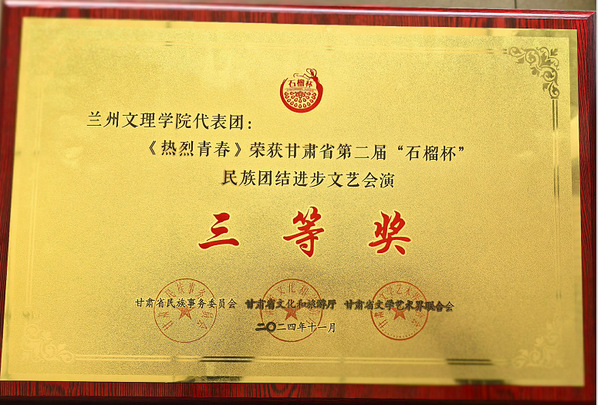 石榴杯
兰州文理学院代表团：
《热烈青春》荣获甘肃省第二届“石榴杯”
民族团结进步文艺会演
三等奖
甘肃省民族事务委员会 甘肃省文化和旅游厅 甘肃省文学艺术界联合会
二〇二四年十一月